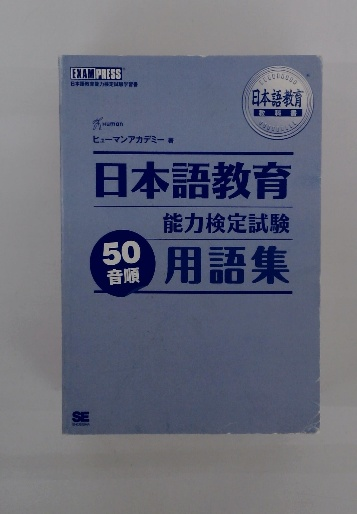 EXAMPRESS
日本語教育能力検定試験学習書
日本語教育
教科書
Human
ヒューマンアカデミー 著
日本語教育
能力検定試験
50
音順
用語集
SE
SHOEISHA